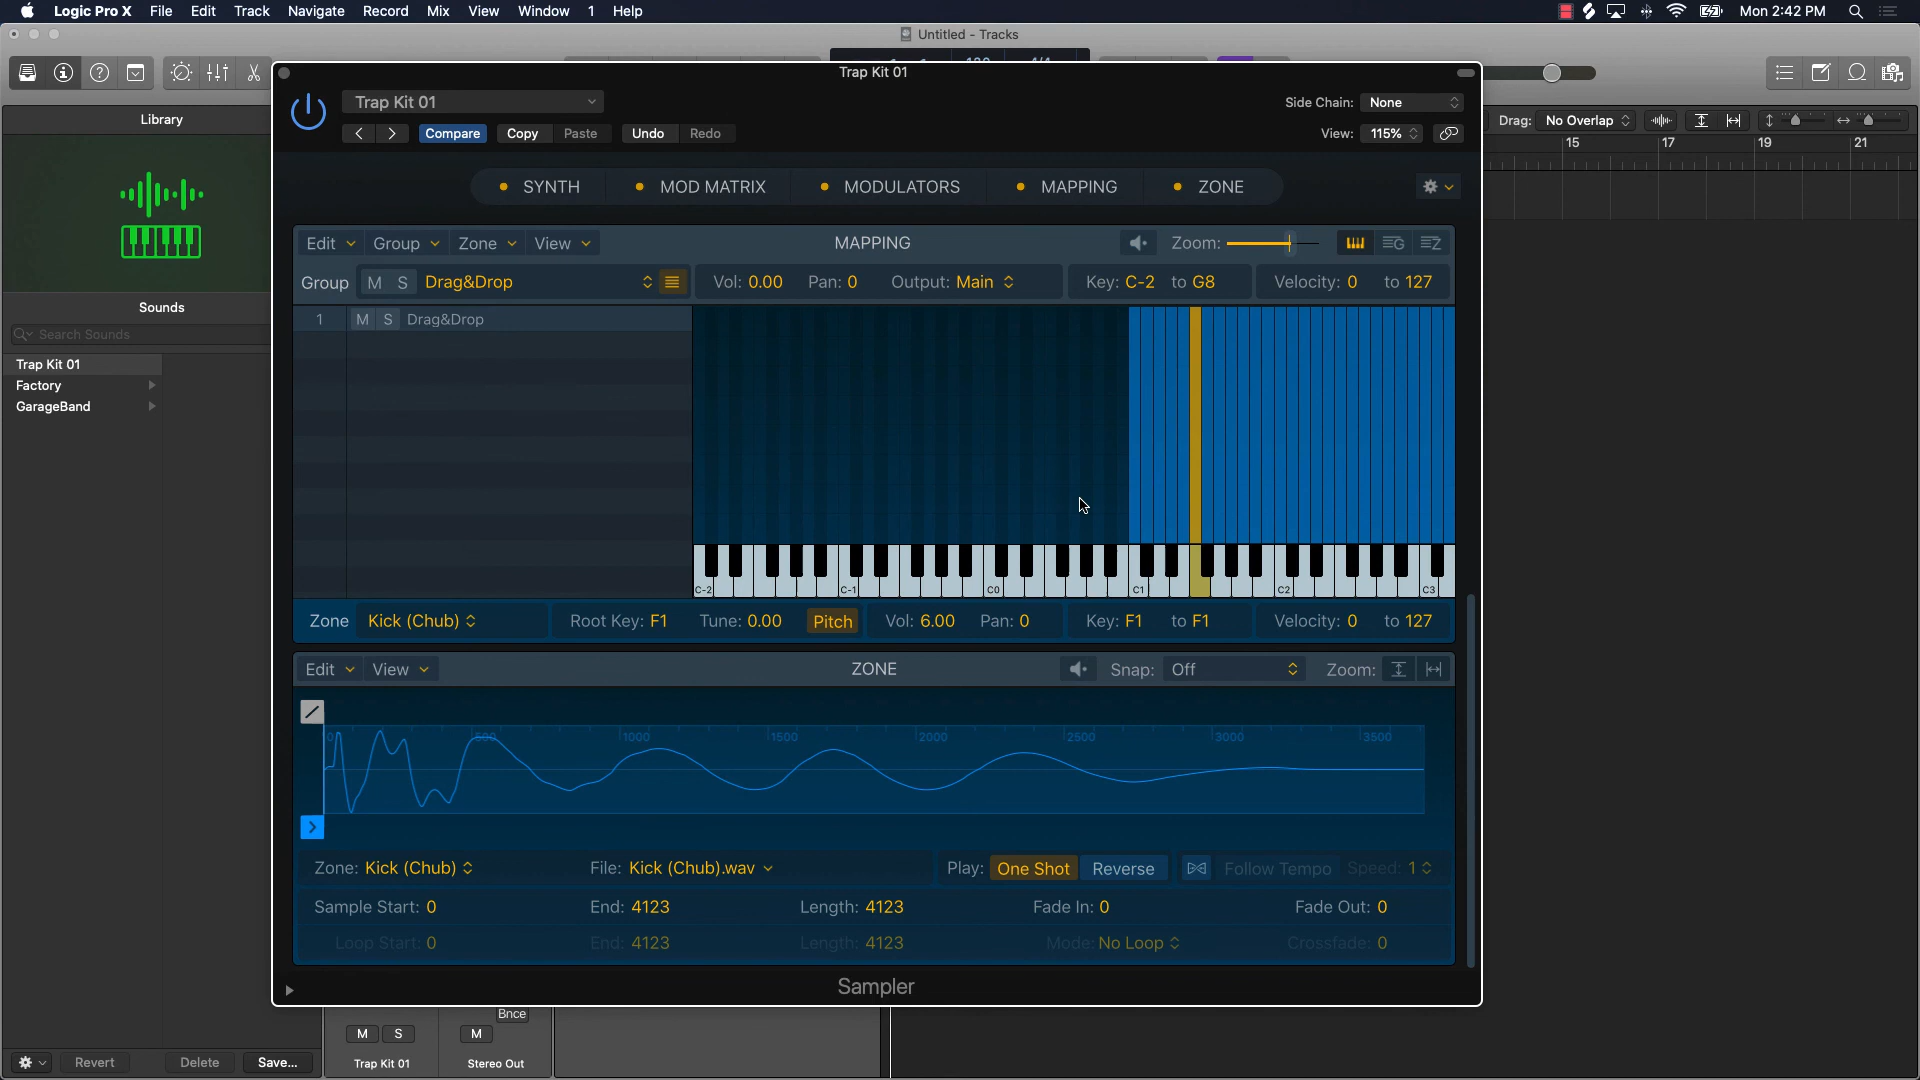 Logic Pro X File Edit Track Navigate Record Mix View Window 1 Help Mon 2:42 PM
Untitled - Tracks
Trap Kit 01
Trap Kit 01 Side Chain: None
Compare Copy Paste Undo Redo View: 115%
Library
Drag: No Overlap
15 17 19 21
SYNTH MOD MATRIX MODULATORS MAPPING ZONE
Edit Group Zone View MAPPING Zoom:
Group M S Drag&Drop Vol: 0.00 Pan: 0 Output: Main Key: C-2 to G8 Velocity: 0 to 127
1 M S Drag&Drop
Sounds
Search Sounds
Trap Kit 01
Factory
GarageBand
C-2 C-1 C0 C1 C2 C3
Zone Kick (Chub) Root Key: F1 Tune: 0.00 Pitch Vol: 6.00 Pan: 0 Key: F1 to F1 Velocity: 0 to 127
Edit View ZONE Snap: Off Zoom:
0 500 1000 1500 2000 2500 3000 3500
Zone: Kick (Chub) File: Kick (Chub).wav Play: One Shot Reverse Follow Tempo Speed: 1
Sample Start: 0 End: 4123 Length: 4123 Fade In: 0 Fade Out: 0
Loop Start: 0 End: 4123 Length: 4123 Mode: No Loop Crossfade: 0
Sampler
Bnce
M S M
Revert Delete Save... Trap Kit 01 Stereo Out